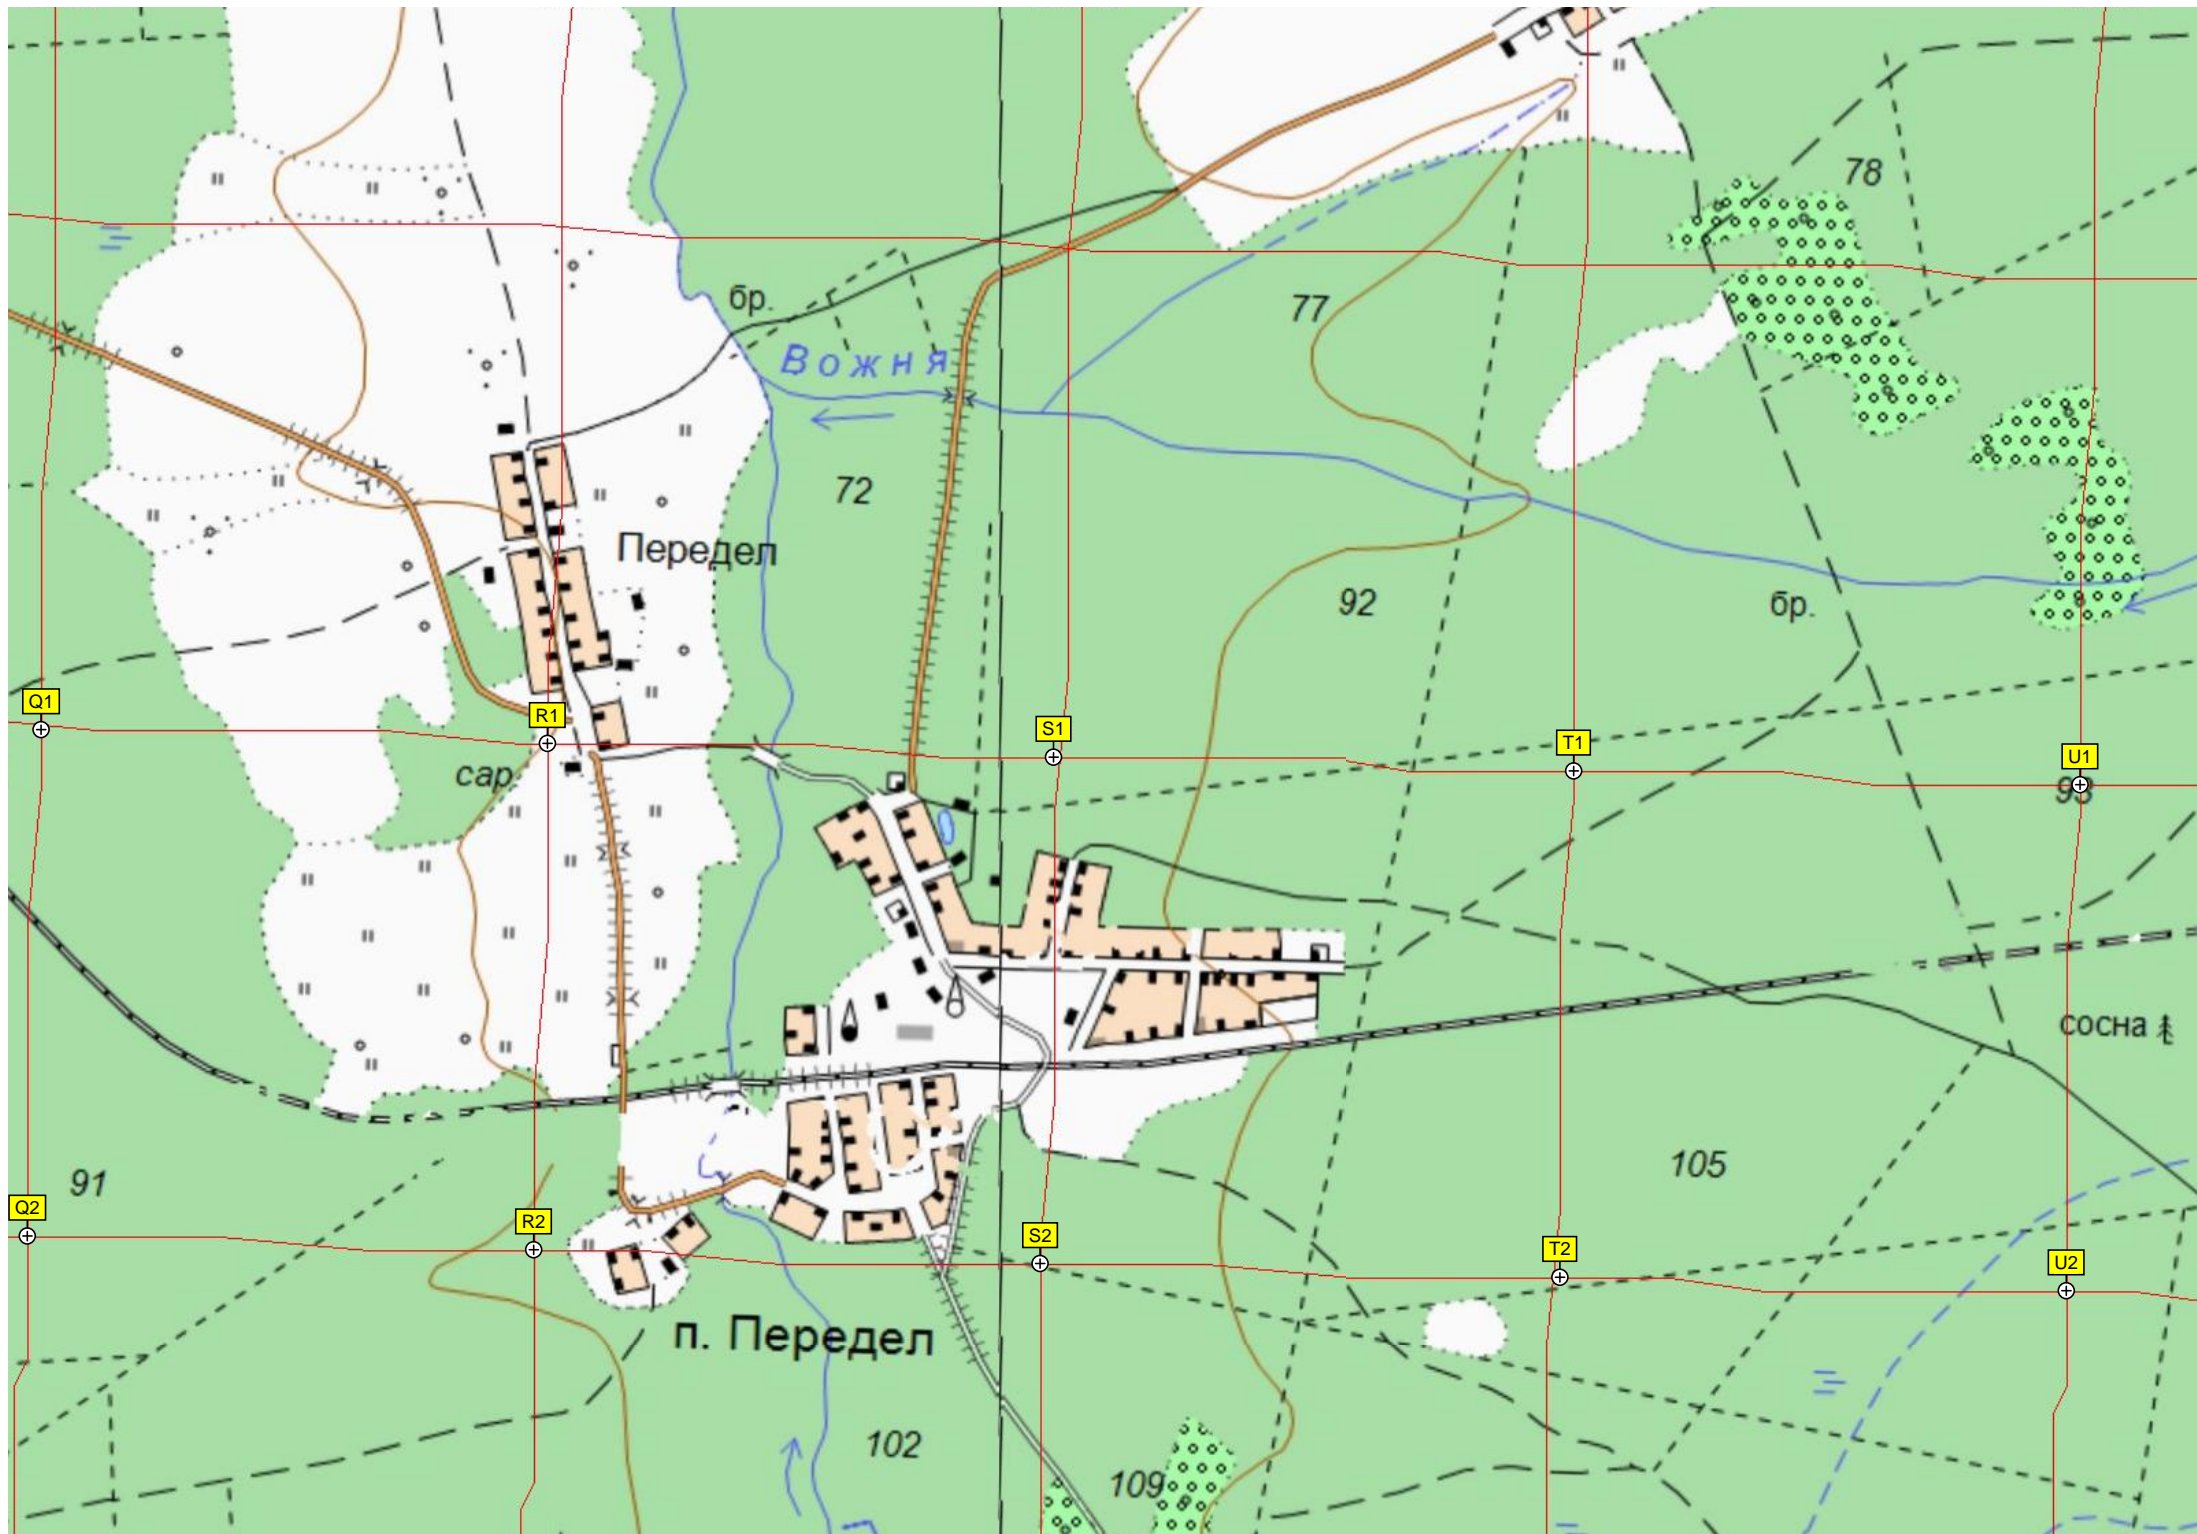 78
бр.
77
Вожня
72
Передел
92
бр.
Q1
R1
S1
T1
U1
93
сар.
сосна
91
105
Q2
R2
S2
T2
U2
п. Передел
102
109